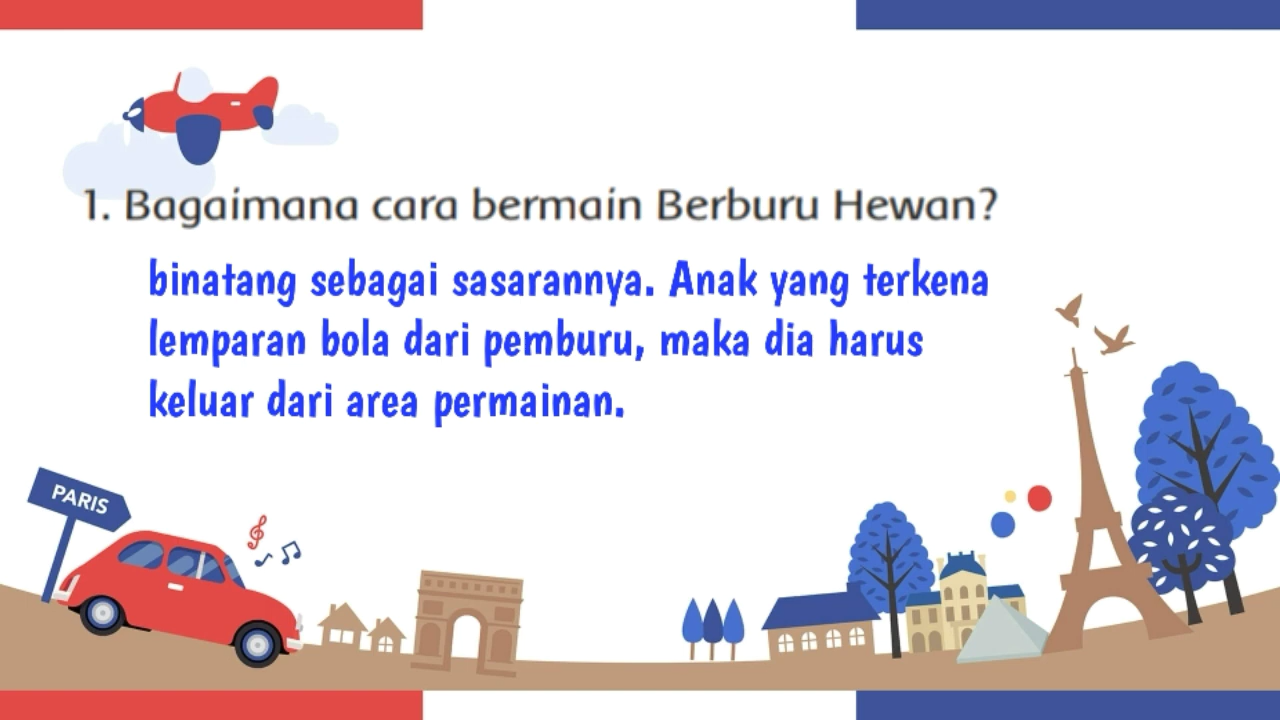 1. Bagaimana cara bermain Berburu Hewan?
binatang sebagai sasarannya. Anak yang terkena
lemparan bola dari pemburu, maka dia harus
keluar dari area permainan.
PARIS